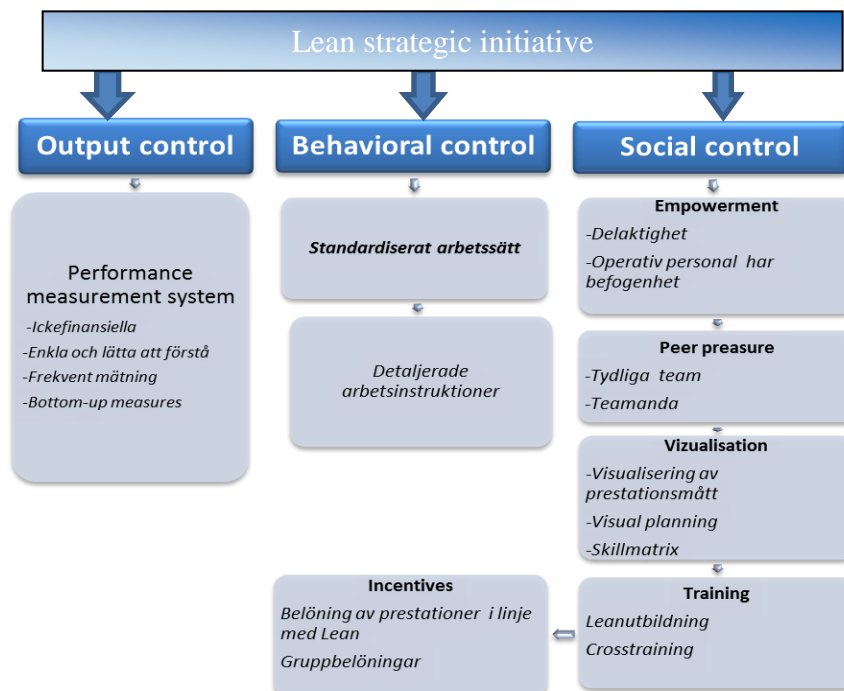 Lean strategic initiative
Output control
Performance
measurement system
-Ickefinansiella
-Enkla och lätta att förstå
-Frekvent mätning
-Bottom-up measures
Behavioral control
Standardiserat arbetssätt
Detaljerade
arbetsinstruktioner
Social control
Empowerment
-Delaktighet
-Operativ personal har
befogenhet
Peer preasure
-Tydliga team
-Teamanda
Vizualisation
-Visualisering av
prestationsmått
-Visual planning
-Skillmatrix
Training
Leanutbildning
Crosstraining
Incentives
Belöning av prestationer i linje
med Lean
Gruppbelöningar